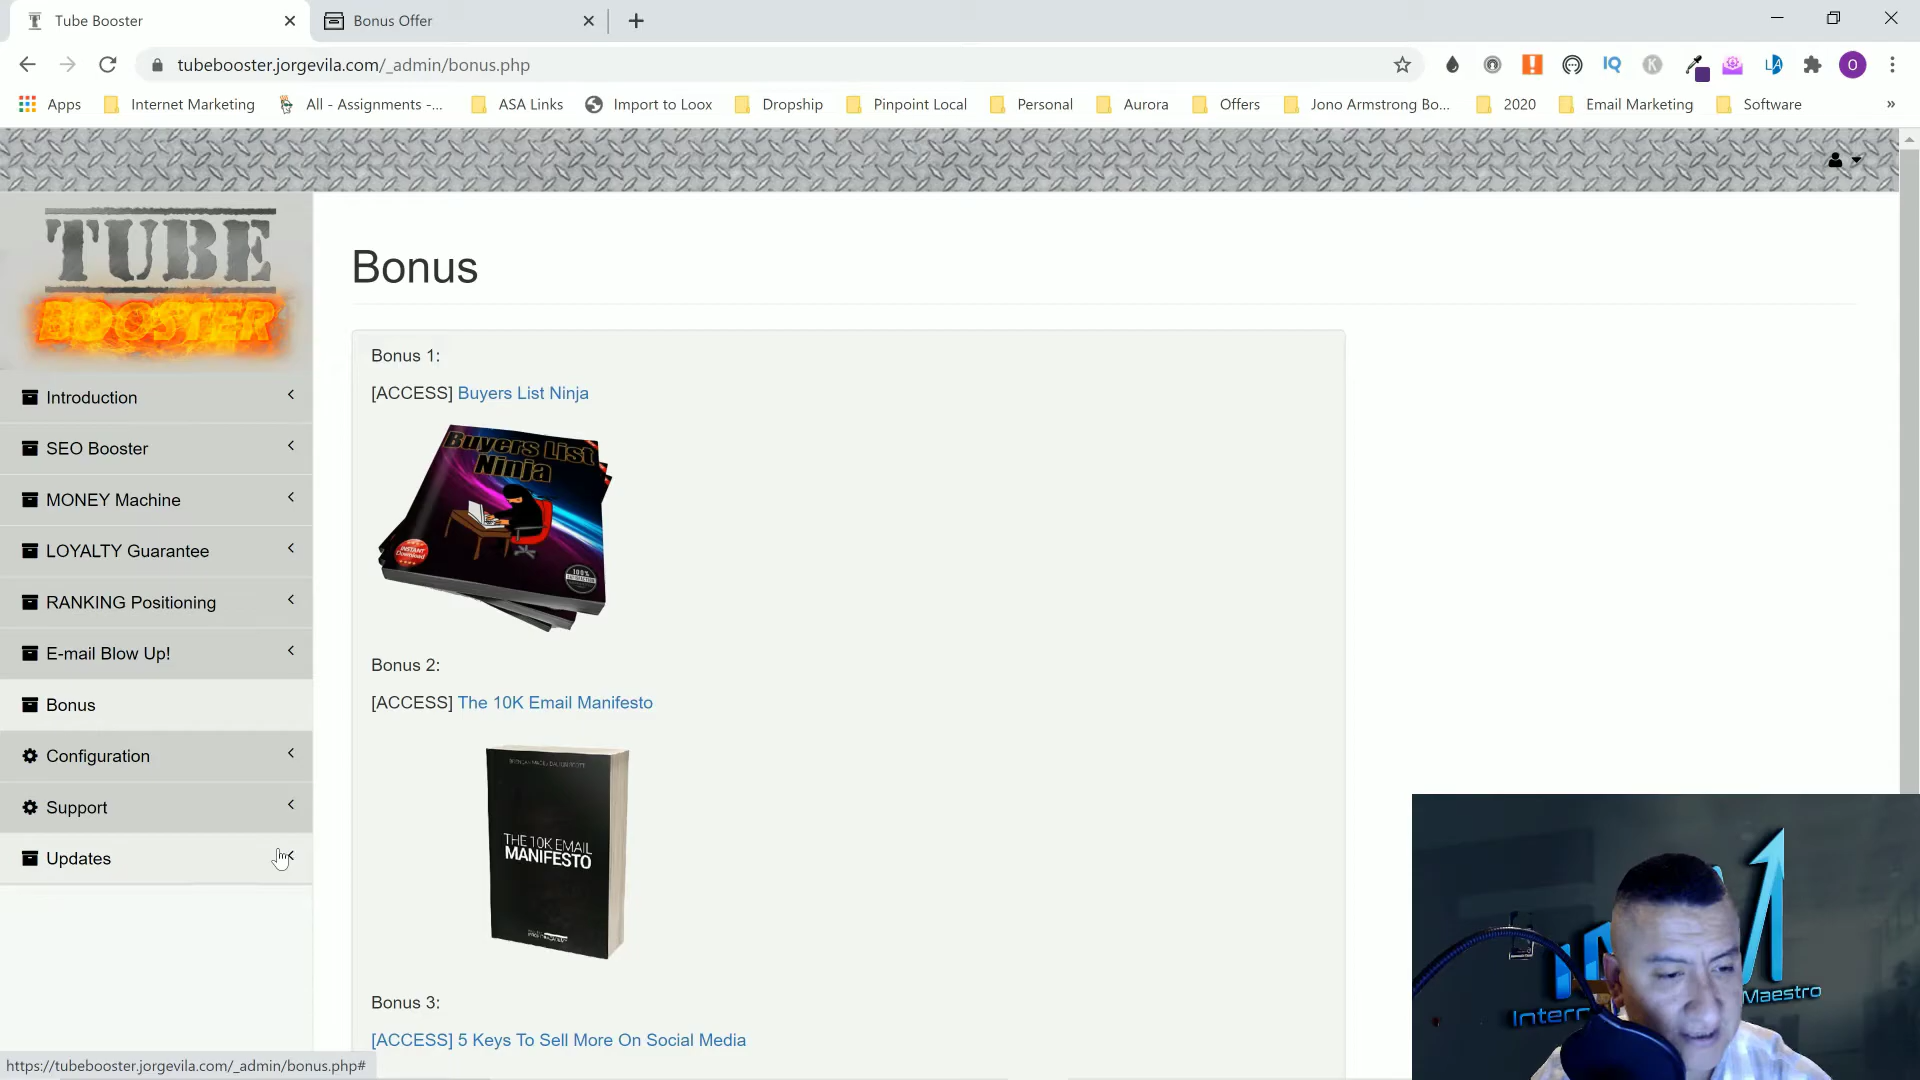 Tube Booster
Bonus Offer
tubebooster.jorgevila.com/_admin/bonus.php
Apps
Internet Marketing
All - Assignments -...
ASA Links
Import to Loox
Dropship
Pinpoint Local
Personal
Aurora
Offers
Jono Armstrong Bo...
2020
Email Marketing
Software
»
TUBE
BOOSTER
Introduction
SEO Booster
MONEY Machine
LOYALTY Guarantee
RANKING Positioning
E-mail Blow Up!
Bonus
Configuration
Support
Updates
Bonus
Bonus 1:
[ACCESS] Buyers List Ninja
Buyers List
Ninja
INSTANT
Download
100%
Bonus 2:
[ACCESS] The 10K Email Manifesto
THE 10K EMAIL
MANIFESTO
Bonus 3:
[ACCESS] 5 Keys To Sell More On Social Media
Maestro
https://tubebooster.jorgevila.com/_admin/bonus.php#